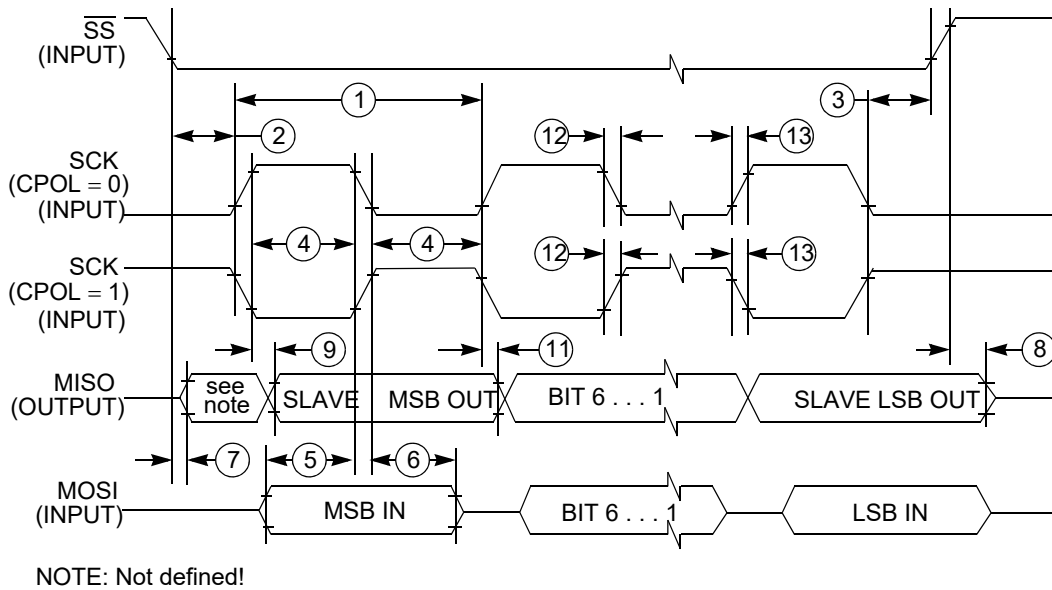 SS
(INPUT)
1
3
2
12
13
SCK
(CPOL = 0)
(INPUT)
4
4
12
13
SCK
(CPOL = 1)
(INPUT)
9
11
8
MISO
(OUTPUT)
see
note
SLAVE MSB OUT
BIT 6 . . . 1
SLAVE LSB OUT
7
5
6
MOSI
(INPUT)
MSB IN
BIT 6 . . . 1
LSB IN
NOTE: Not defined!